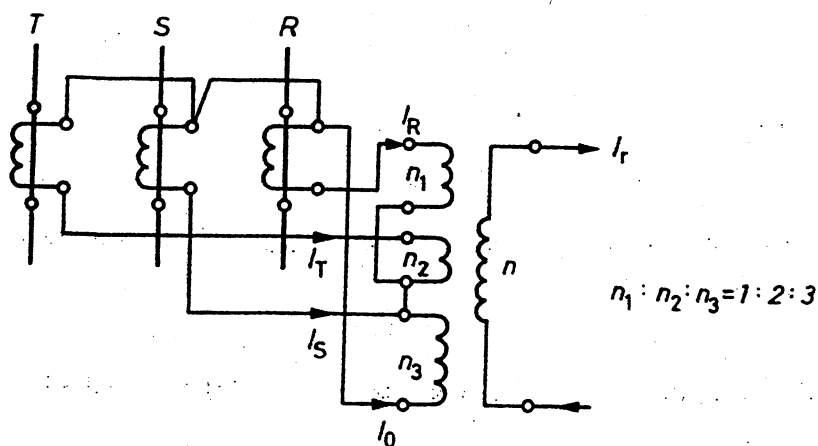 T S R
I_R
n_1
I_r
I_T
n_2
n
n_1 : n_2 : n_3 = 1 : 2 : 3
I_S
n_3
I_0